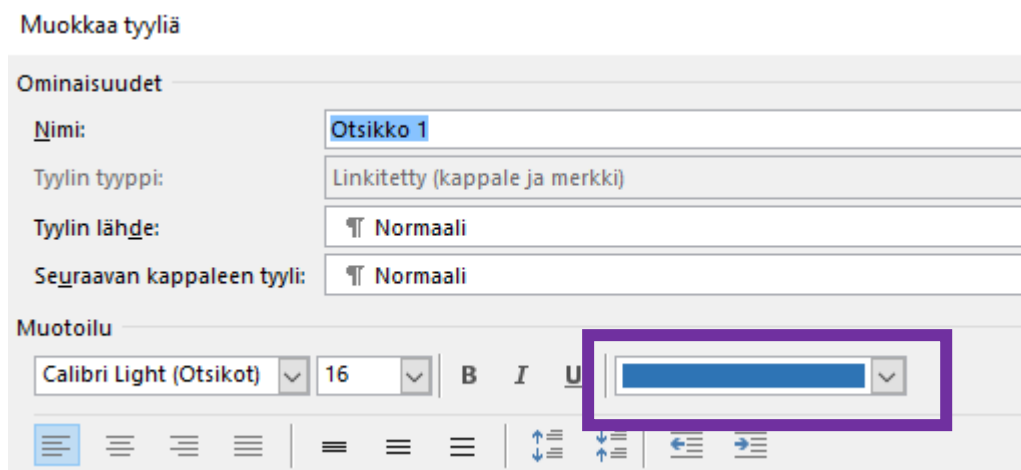 Muokkaa tyyliä
Ominaisuudet
Nimi: Otsikko 1
Tyylin tyyppi: Linkitetty (kappale ja merkki)
Tyylin lähde: ¶ Normaali
Seuraavan kappaleen tyyli: ¶ Normaali
Muotoilu
Calibri Light (Otsikot) 16 B I U